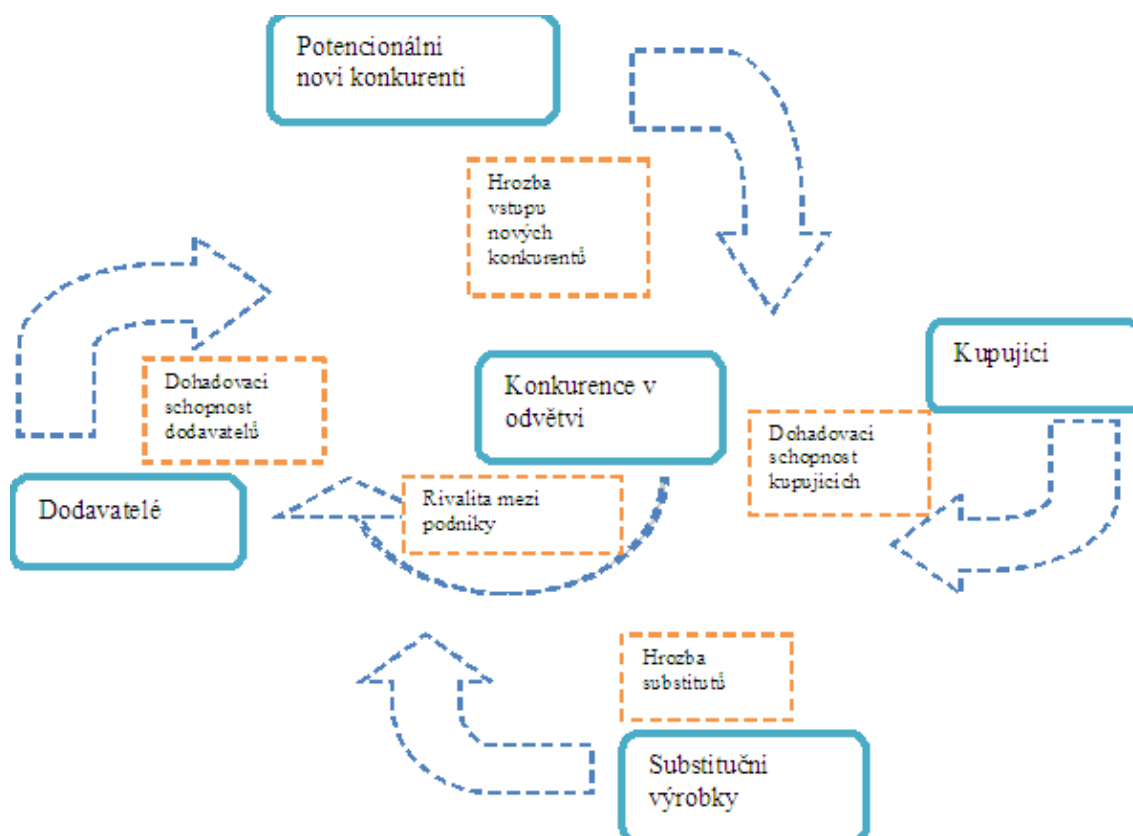 Potencionální
noví konkurenti
Hrozba
vstupu
nových
konkurentů
Kupující
Dohadovací
schopnost
dodavatelů
Konkurence v
odvětví
Dohadovací
schopnost
kupujících
Dodavatelé
Rivalita mezi
podniky
Hrozba
substitutů
Substituční
výrobky